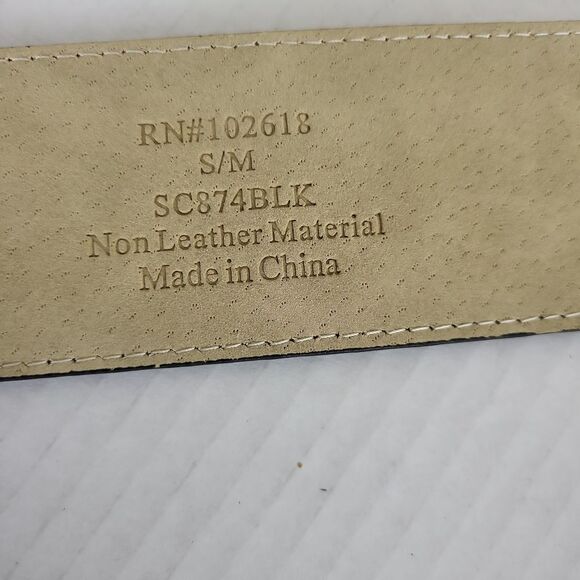 RN#102618
S/M
SC874BLK
Non Leather Material
Made in China